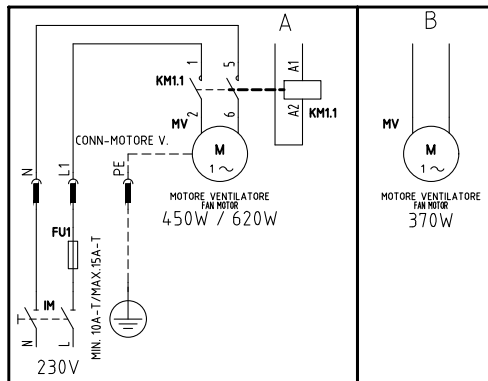 A
B
1
5
KM1.1
A1
A2
KM1.1
2
6
MV
CONN-MOTORE V.
M
1 ~
MOTORE VENTILATORE
FAN MOTOR
450W / 620W
MV
M
1 ~
MOTORE VENTILATORE
FAN MOTOR
370W
N
L1
PE
FU1
MIN. 10A-T/MAX.15A-T
IM
N
L
230V